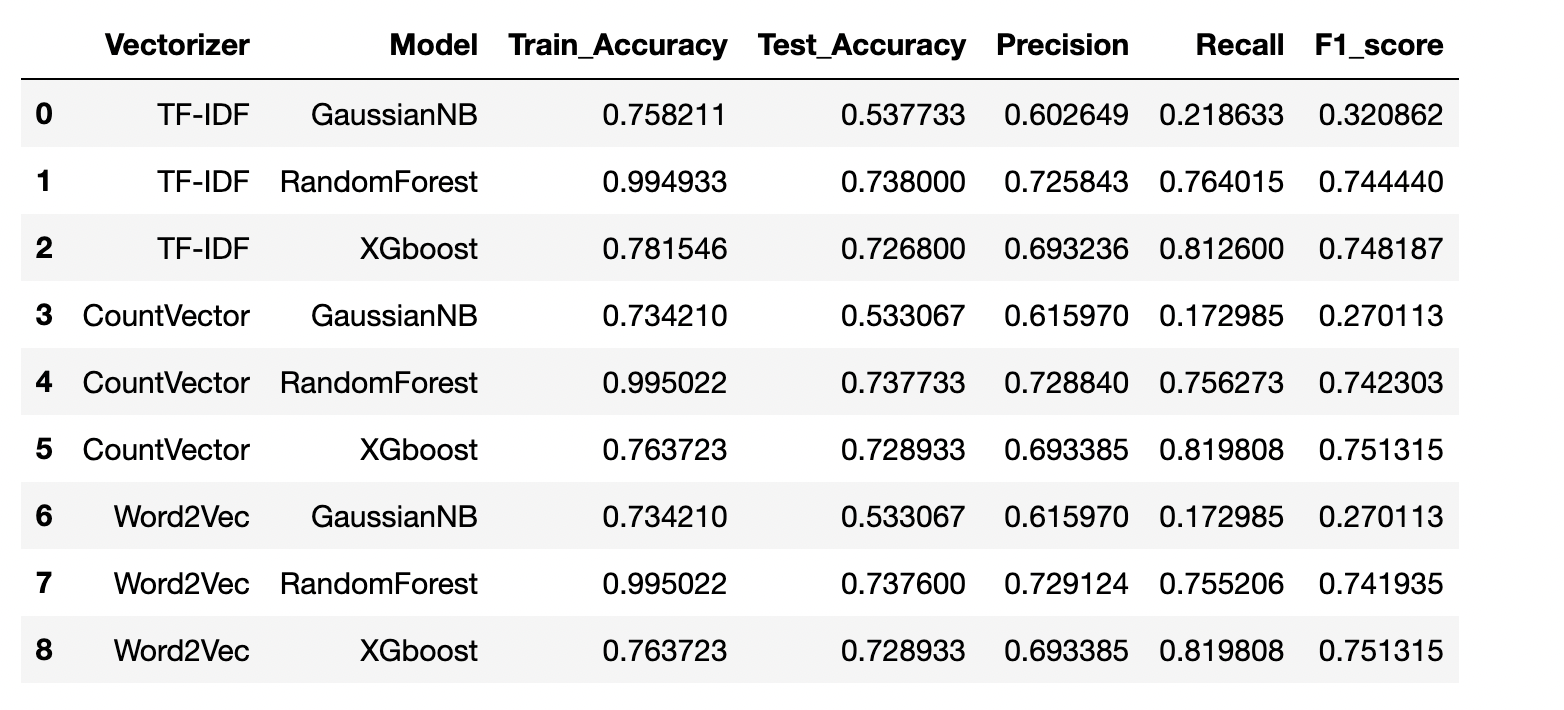 Vectorizer Model Train_Accuracy Test_Accuracy Precision Recall F1_score
0 TF-IDF GaussianNB 0.758211 0.537733 0.602649 0.218633 0.320862
1 TF-IDF RandomForest 0.994933 0.738000 0.725843 0.764015 0.744440
2 TF-IDF XGboost 0.781546 0.726800 0.693236 0.812600 0.748187
3 CountVector GaussianNB 0.734210 0.533067 0.615970 0.172985 0.270113
4 CountVector RandomForest 0.995022 0.737733 0.728840 0.756273 0.742303
5 CountVector XGboost 0.763723 0.728933 0.693385 0.819808 0.751315
6 Word2Vec GaussianNB 0.734210 0.533067 0.615970 0.172985 0.270113
7 Word2Vec RandomForest 0.995022 0.737600 0.729124 0.755206 0.741935
8 Word2Vec XGboost 0.763723 0.728933 0.693385 0.819808 0.751315